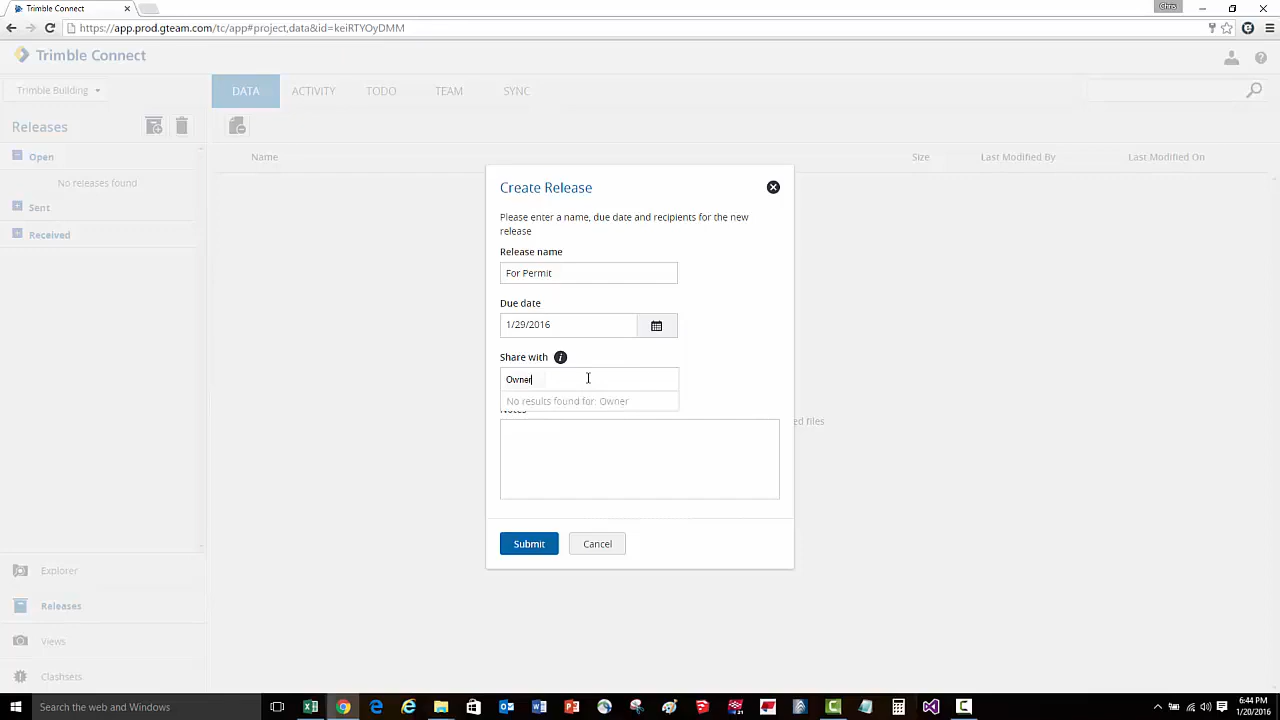 Trimble Connect
Chris
https://app.prod.gteam.com/tc/app#project,data&id=keiRTYOyDMM
Trimble Connect
Trimble Building
DATA
ACTIVITY
TODO
TEAM
SYNC
Releases
Open
No releases found
Sent
Received
Name
Size
Last Modified By
Last Modified On
Create Release
Please enter a name, due date and recipients for the new
release
Release name
For Permit
Due date
1/29/2016
Share with
Owner
No results found for: Owner
Notes
ed files
Submit
Cancel
Explorer
Releases
Views
Clashsets
Search the web and Windows
6:44 PM
1/20/2016